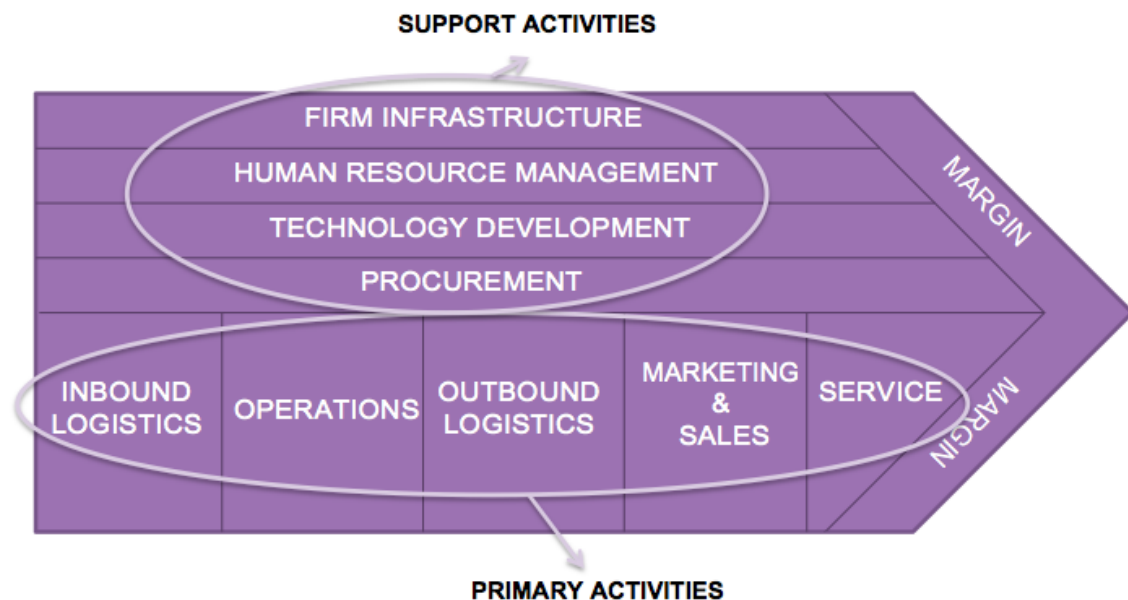 SUPPORT ACTIVITIES
FIRM INFRASTRUCTURE
HUMAN RESOURCE MANAGEMENT
TECHNOLOGY DEVELOPMENT
PROCUREMENT
MARGIN
INBOUND
LOGISTICS
OPERATIONS
OUTBOUND
LOGISTICS
MARKETING
&
SALES
SERVICE
MARGIN
PRIMARY ACTIVITIES